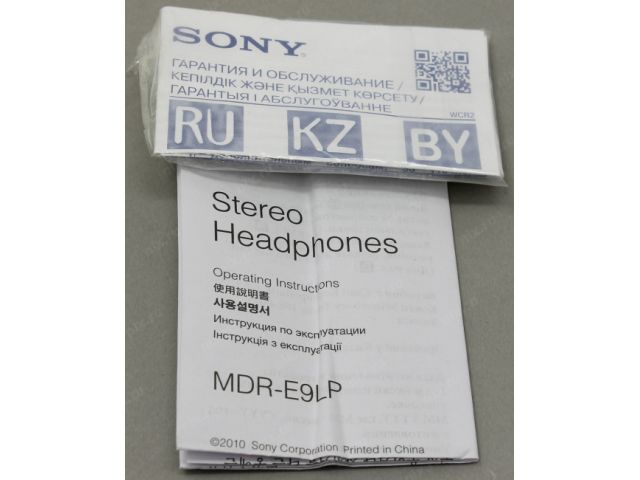 SONY
ГАРАНТИЯ И ОБСЛУЖИВАНИЕ /
КЕПІЛДІК ЖӘНЕ ҚЫЗМЕТ КӨРСЕТУ /
ГАРАНТЫЯ І АБСЛУГОЎВАННЕ
WCR2
RU KZ BY
Stereo
Headphones
Operating Instructions
使用說明書
사용설명서
Инструкция по эксплуатации
Інструкція з експлуатації
MDR-E9LP
©2010 Sony Corporation Printed in China